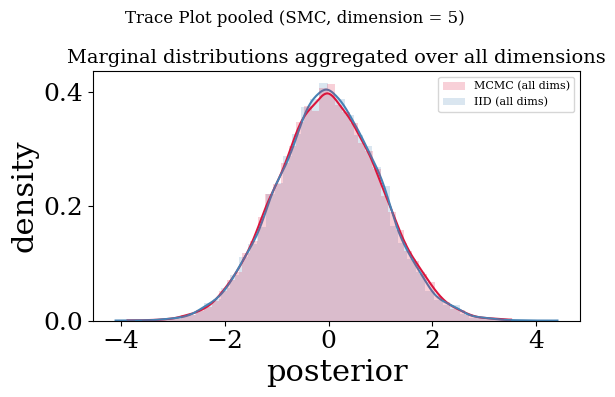 Trace Plot pooled (SMC, dimension = 5)
Marginal distributions aggregated over all dimensions
MCMC (all dims)
IID (all dims)
density
0.4
0.2
0.0
−4
−2
0
2
4
posterior